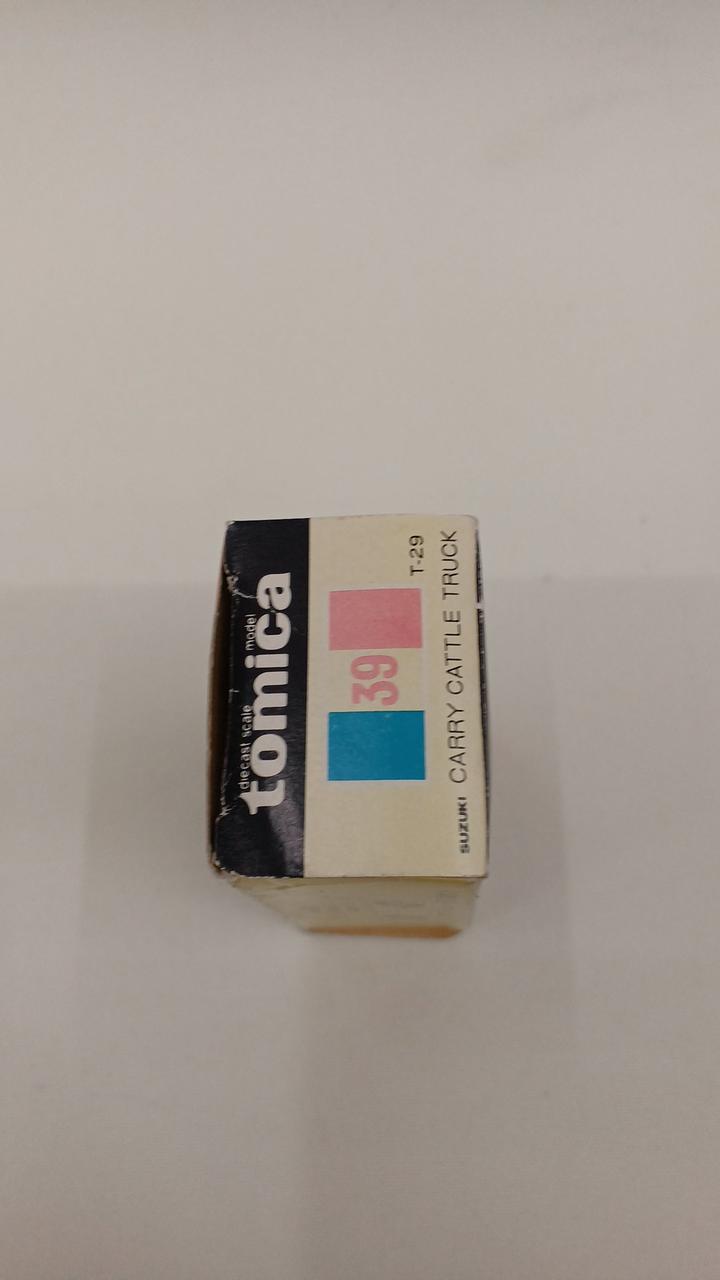 diecast scale model
tomica
39
T-29
SUZUKI CARRY CATTLE TRUCK